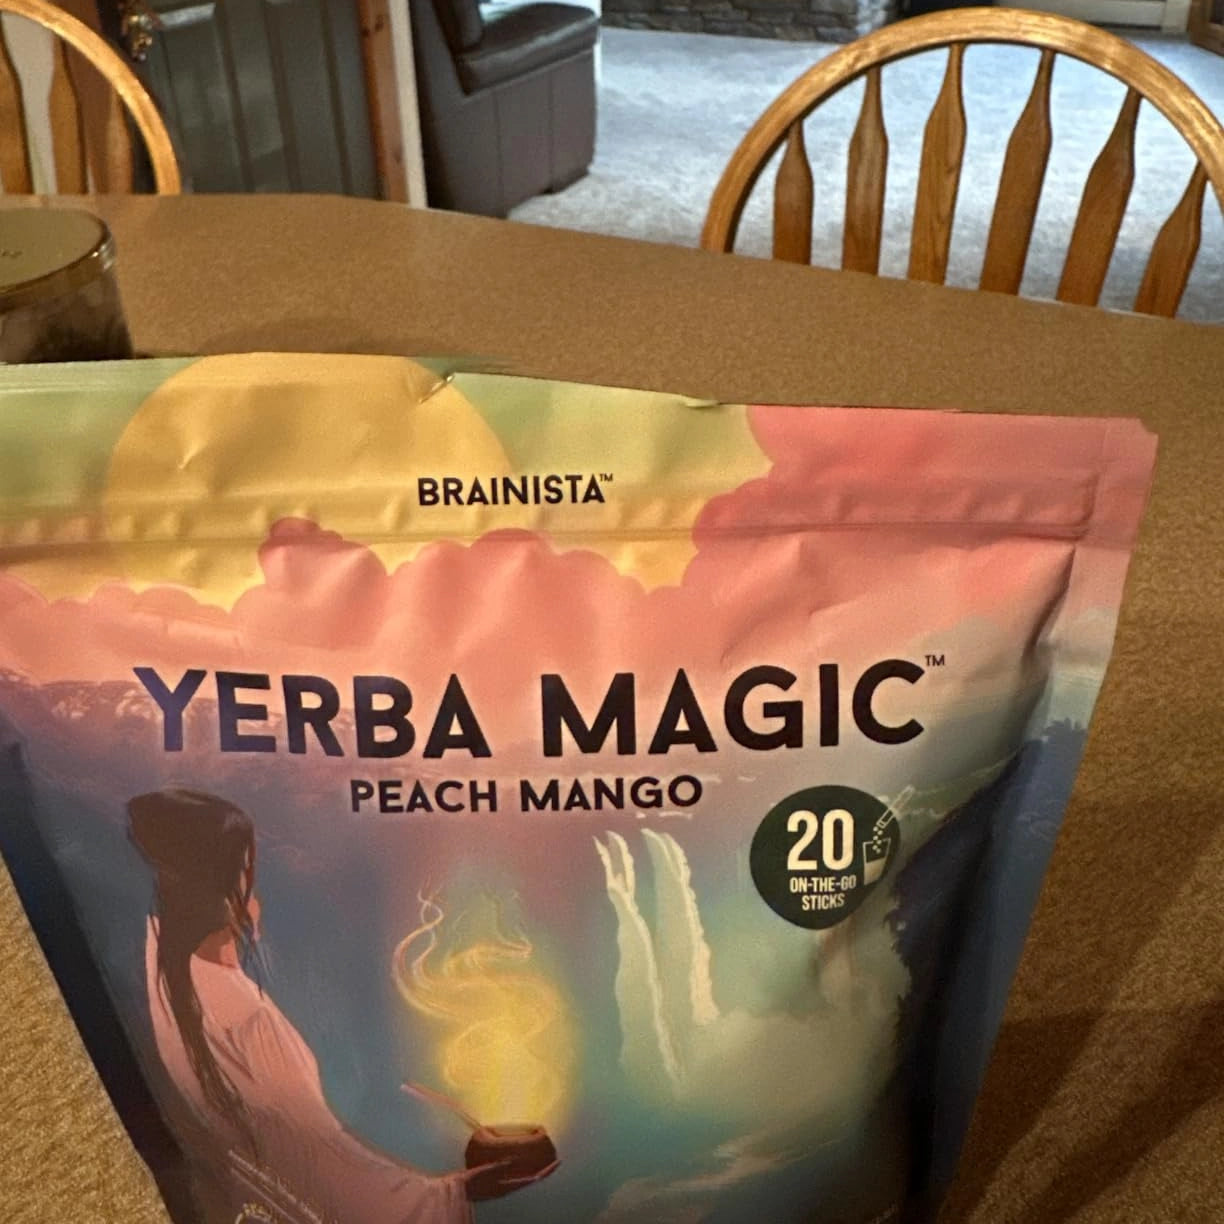 BRAINISTA™
YERBA MAGIC™
PEACH MANGO
20
ON-THE-GO
STICKS